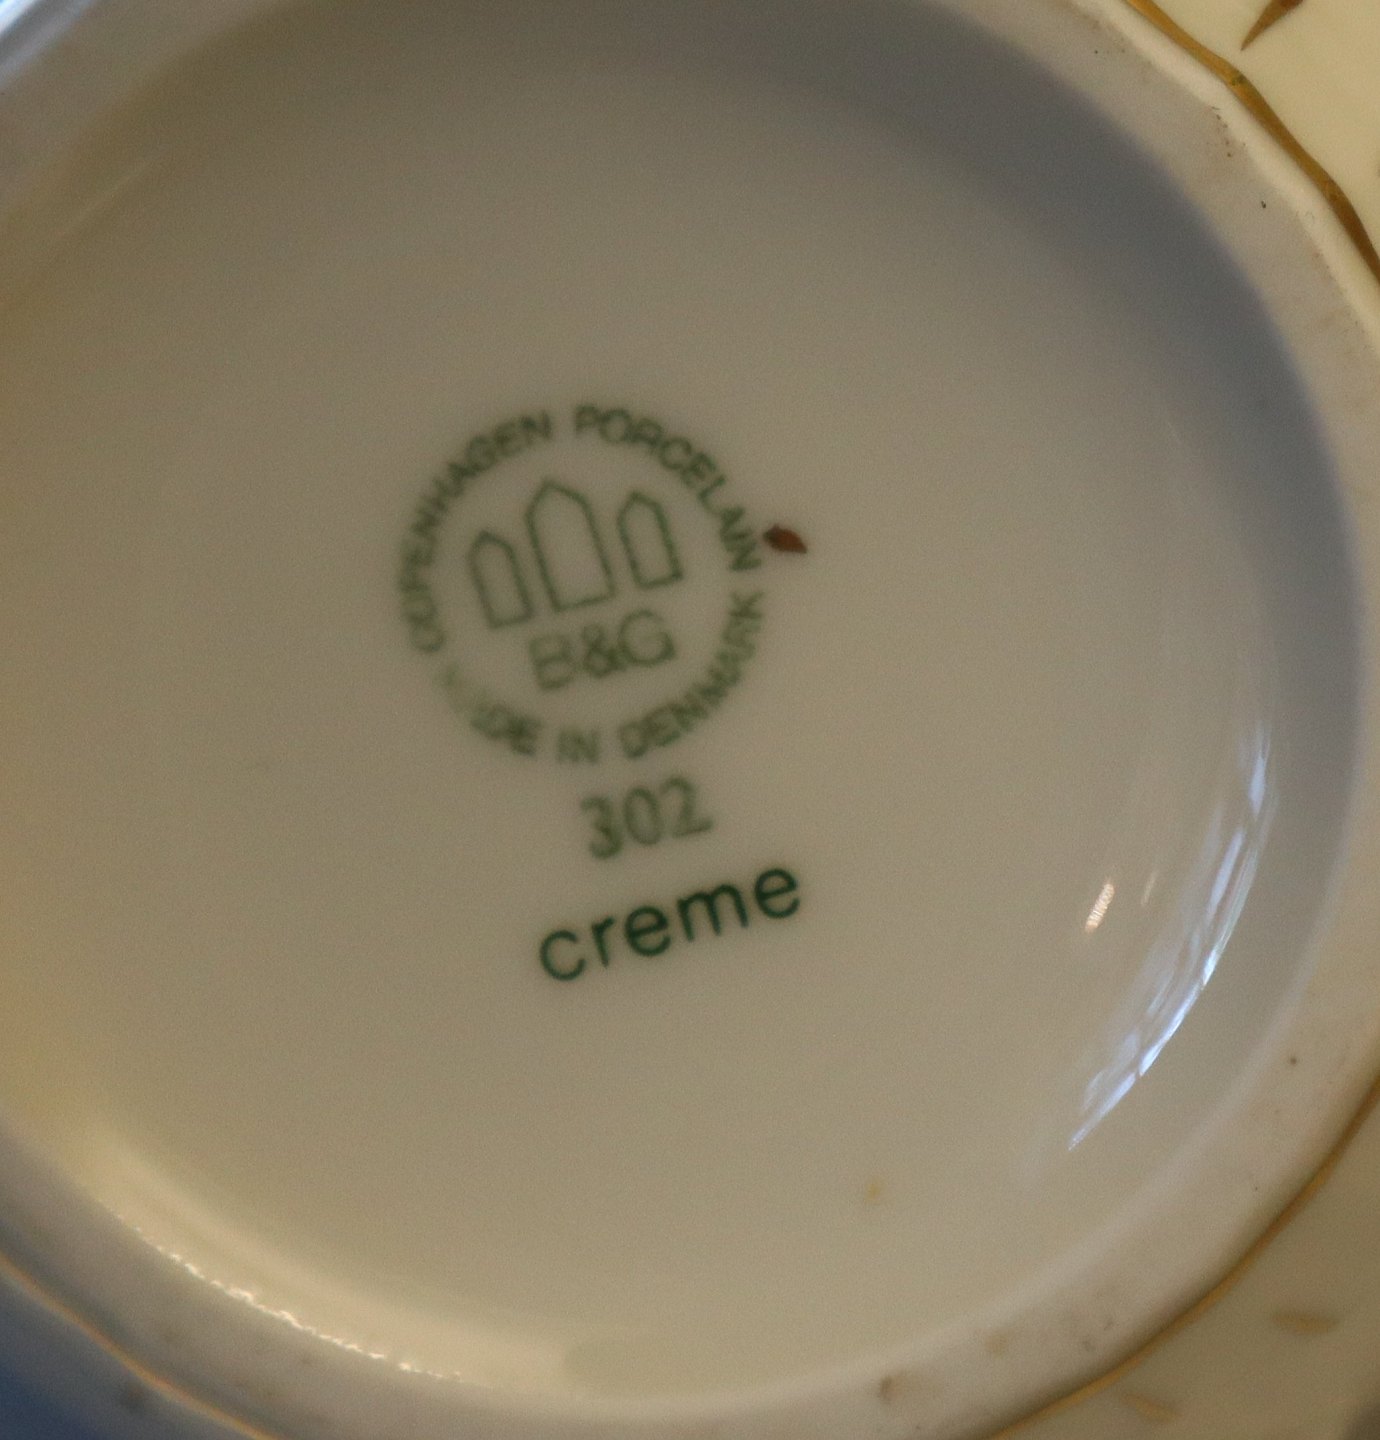 COPENHAGEN PORCELAIN
B&G
MADE IN DENMARK
302
creme